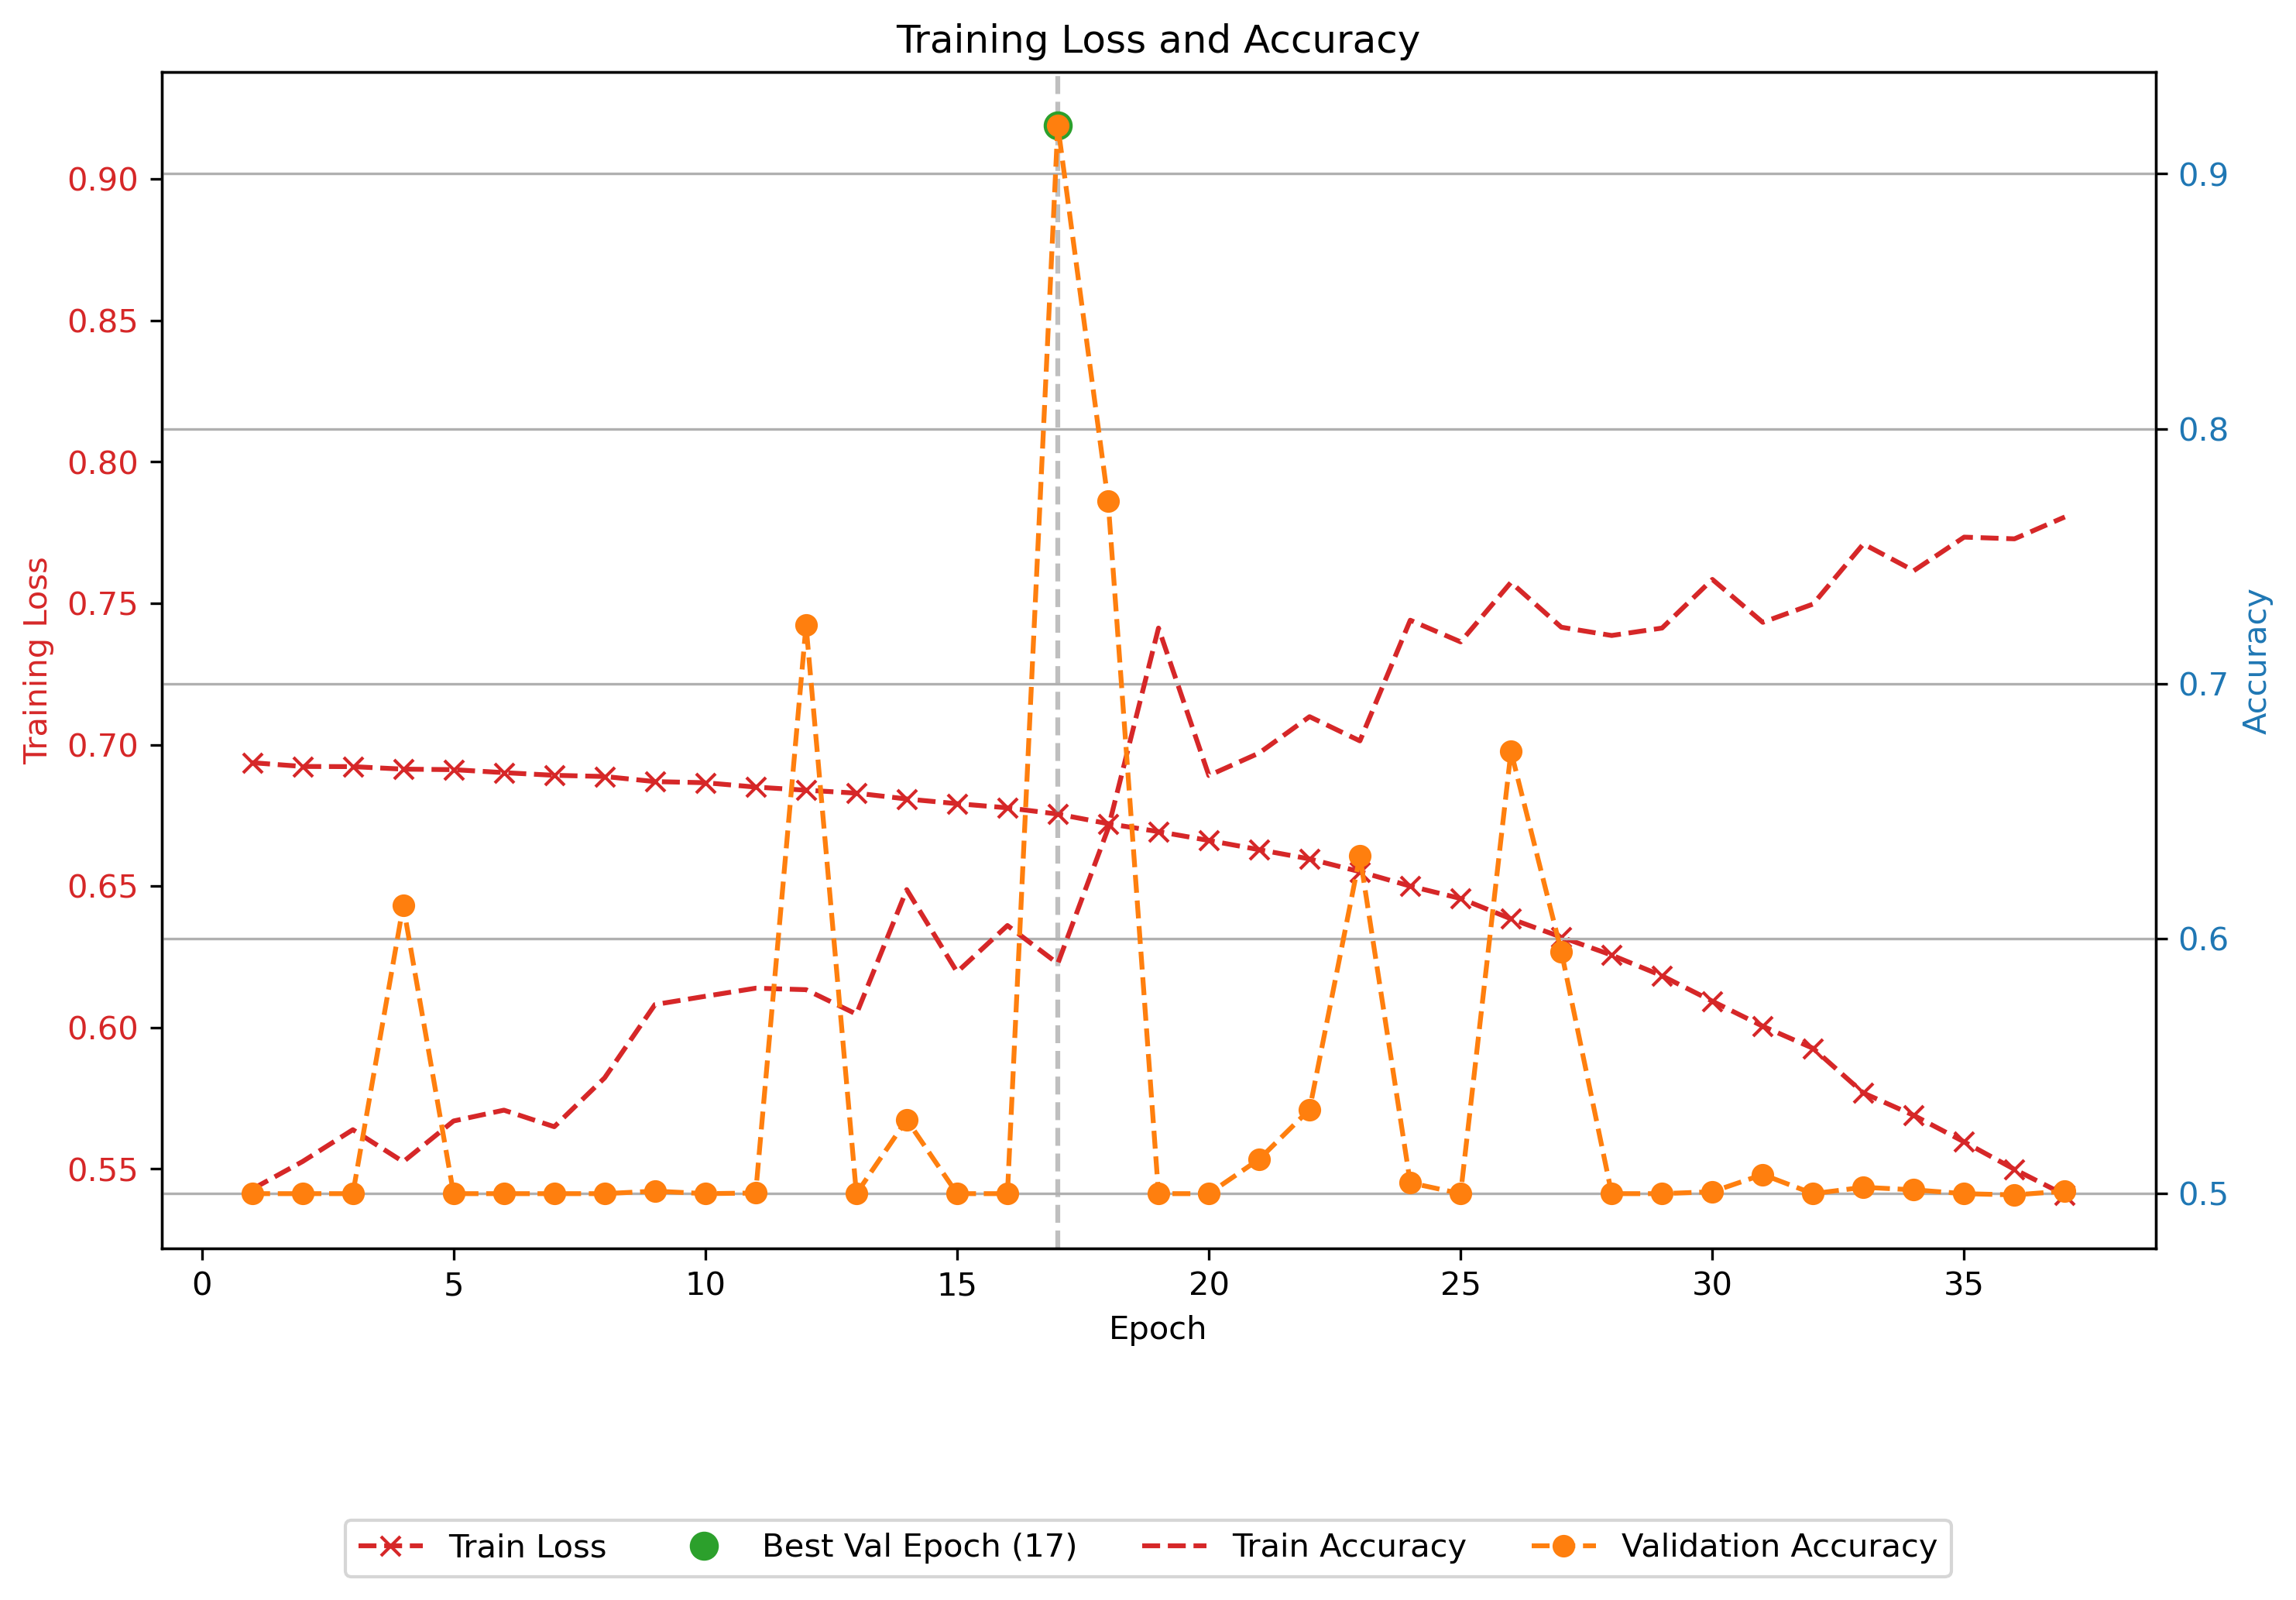 Training Loss and Accuracy
0.90
0.85
0.80
0.75
0.70
0.65
0.60
0.55
Training Loss
0.9
0.8
0.7
0.6
0.5
Accuracy
0 5 10 15 20 25 30 35
Epoch
Train Loss Best Val Epoch (17) Train Accuracy Validation Accuracy